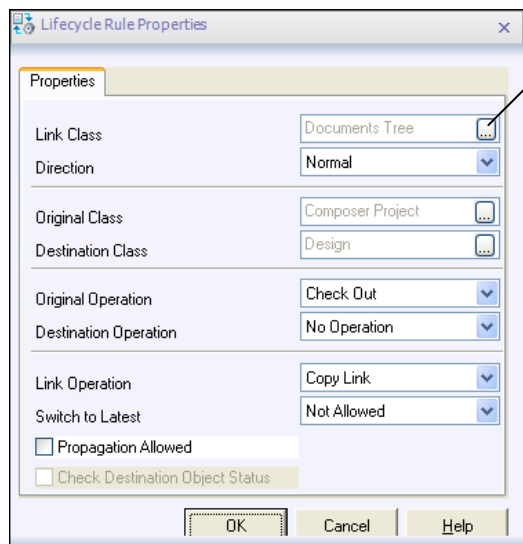 Lifecycle Rule Properties
Properties
Link Class Documents Tree ...
Direction Normal
Original Class Composer Project ...
Destination Class Design ...
Original Operation Check Out
Destination Operation No Operation
Link Operation Copy Link
Switch to Latest Not Allowed
Propagation Allowed
Check Destination Object Status
OK Cancel Help